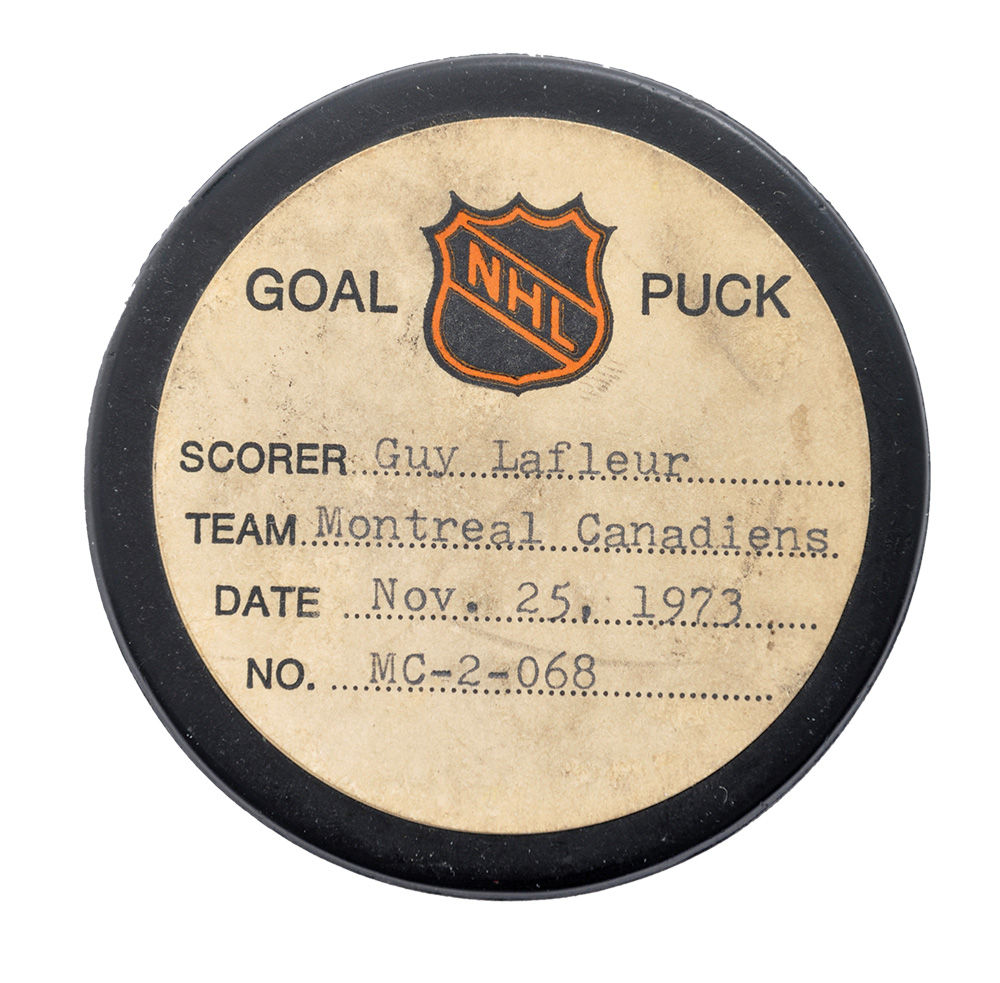 GOAL NHL PUCK
SCORER Guy Lafleur
TEAM Montreal Canadiens
DATE Nov. 25, 1973
NO. MC-2-068